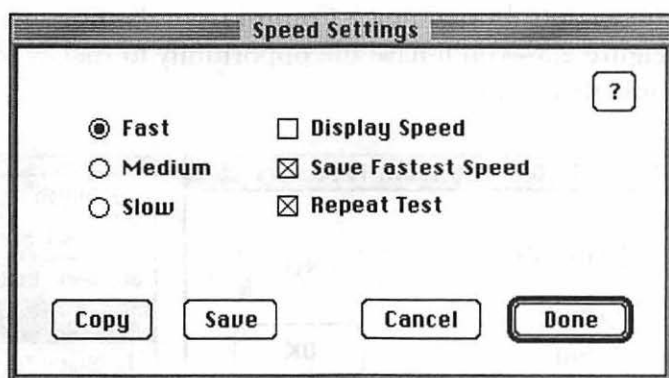 Speed Settings
?
Fast
Display Speed
Medium
Save Fastest Speed
Slow
Repeat Test
Copy
Save
Cancel
Done